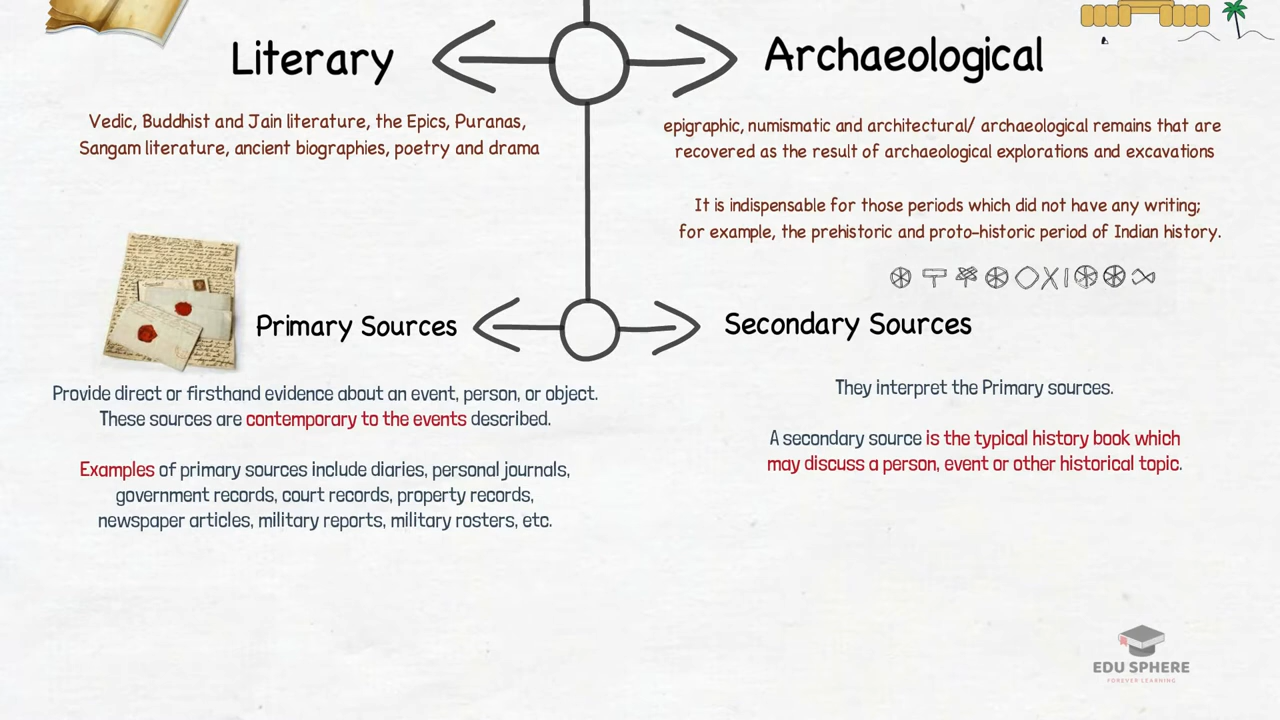 Literary
Archaeological
Vedic, Buddhist and Jain literature, the Epics, Puranas,
Sangam literature, ancient biographies, poetry and drama
epigraphic, numismatic and architectural/ archaeological remains that are
recovered as the result of archaeological explorations and excavations
It is indispensable for those periods which did not have any writing;
for example, the prehistoric and proto-historic period of Indian history.
Primary Sources
Secondary Sources
Provide direct or firsthand evidence about an event, person, or object.
These sources are contemporary to the events described.
Examples of primary sources include diaries, personal journals,
government records, court records, property records,
newspaper articles, military reports, military rosters, etc.
They interpret the Primary sources.
A secondary source is the typical history book which
may discuss a person, event or other historical topic.
EDU SPHERE
FOREVER LEARNING